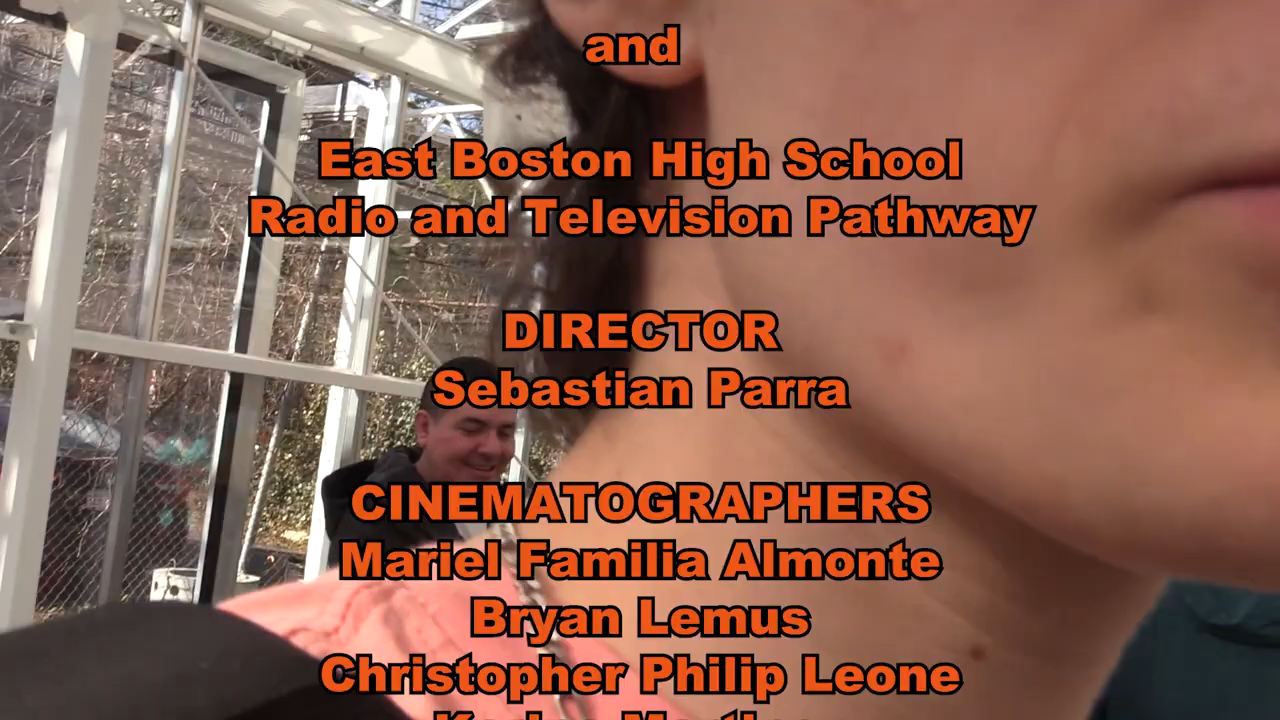 and
East Boston High School
Radio and Television Pathway
DIRECTOR
Sebastian Parra
CINEMATOGRAPHERS
Mariel Familia Almonte
Bryan Lemus
Christopher Philip Leone